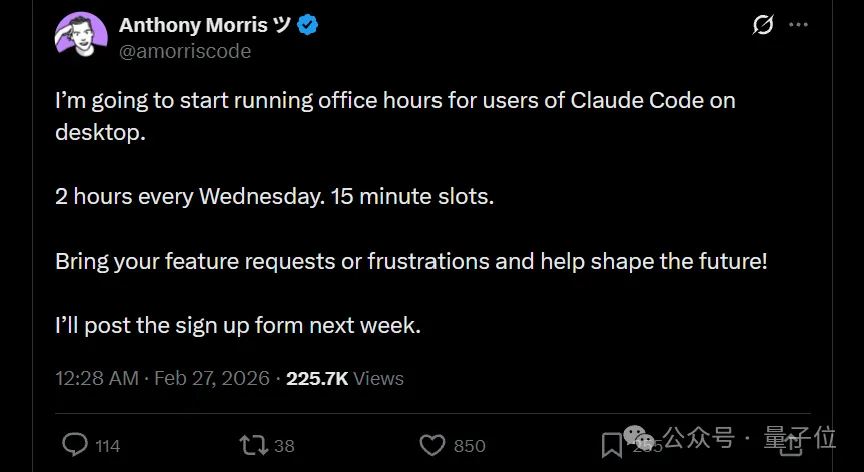 Anthony Morris ツ
@amorriscode
I'm going to start running office hours for users of Claude Code on
desktop.
2 hours every Wednesday. 15 minute slots.
Bring your feature requests or frustrations and help shape the future!
I'll post the sign up form next week.
12:28 AM · Feb 27, 2026 · 225.7K Views
114
38
850
公众号 · 量子位